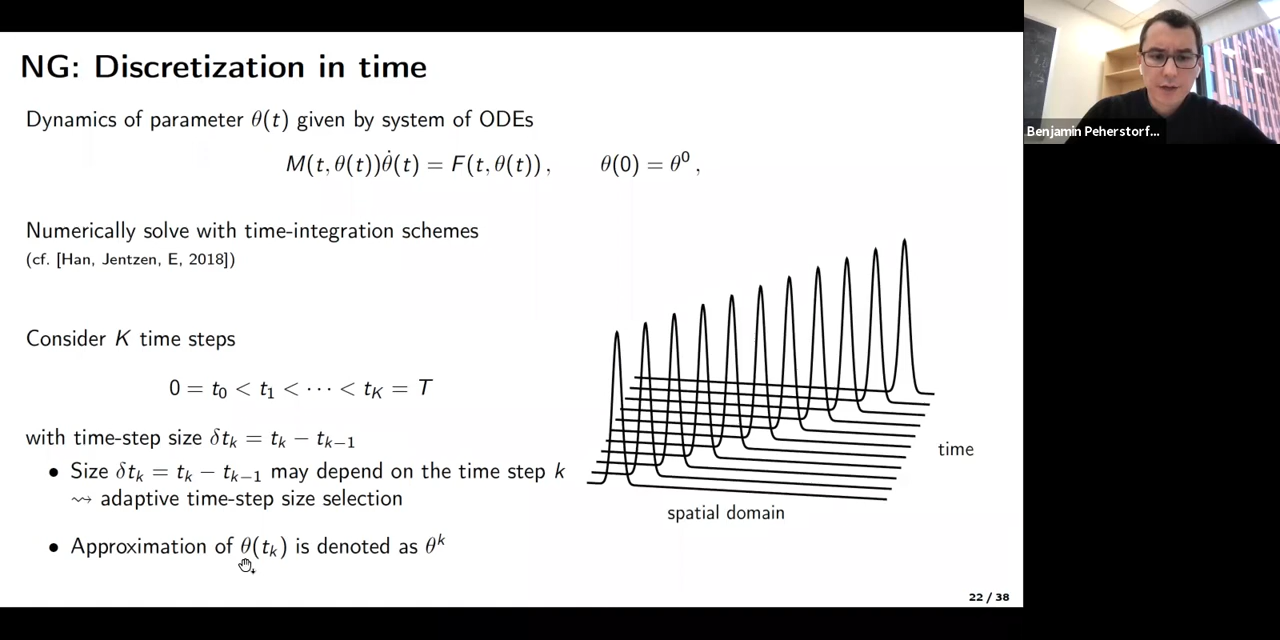 NG: Discretization in time
Dynamics of parameter θ(t) given by system of ODEs
M(t, θ(t))θ̇(t) = F(t, θ(t)) ,   θ(0) = θ⁰ ,
Numerically solve with time-integration schemes
(cf. [Han, Jentzen, E, 2018])
Consider K time steps
0 = t₀ < t₁ < ··· < t_K = T
with time-step size δt_k = t_k − t_{k−1}
• Size δt_k = t_k − t_{k−1} may depend on the time step k
⇝ adaptive time-step size selection
• Approximation of θ(t_k) is denoted as θᵏ
time
spatial domain
22 / 38
Benjamin Peherstorf...